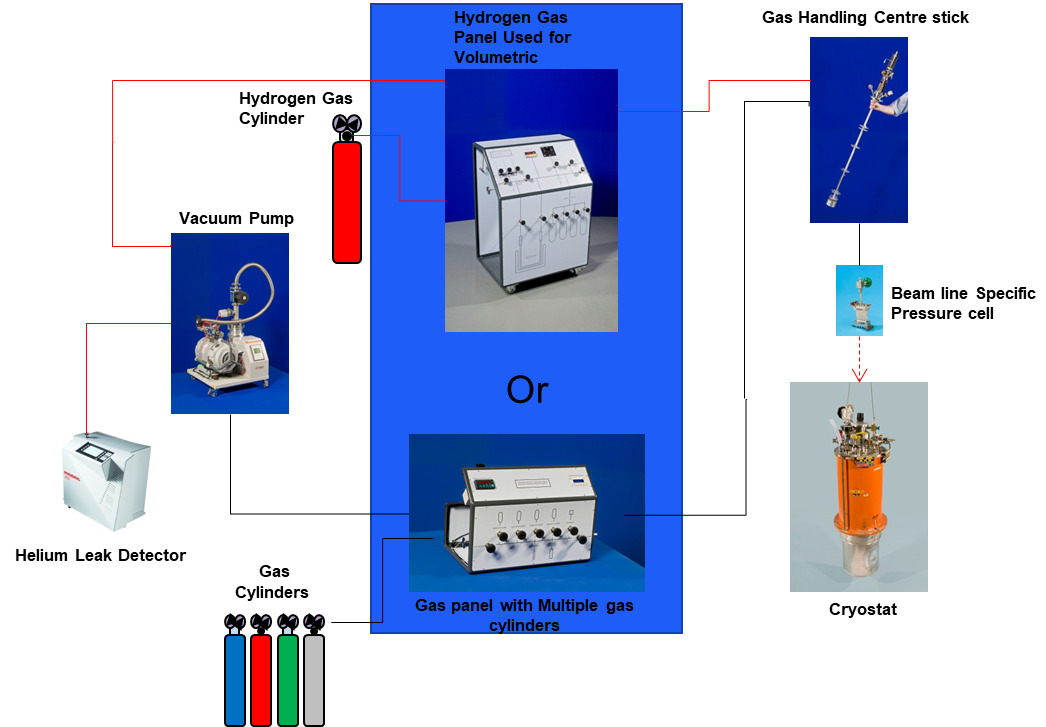 Hydrogen Gas
Panel Used for
Volumetric
Gas Handling Centre stick
Hydrogen Gas
Cylinder
Vacuum Pump
Beam line Specific
Pressure cell
Or
Helium Leak Detector
Gas
Cylinders
Gas panel with Multiple gas
cylinders
Cryostat